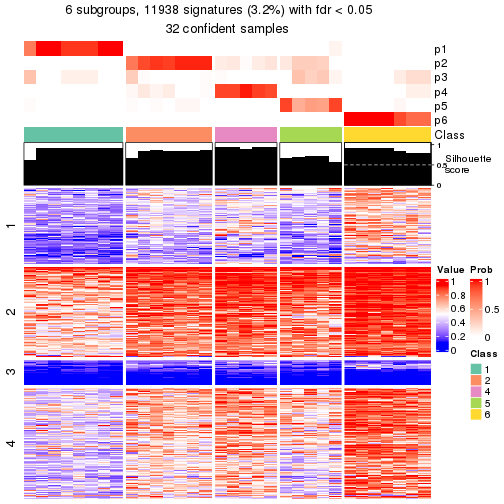 6 subgroups, 11938 signatures (3.2%) with fdr < 0.05
32 confident samples
p1
p2
p3
p4
p5
p6
Class
1
0.5
0
Silhouette
score
1
2
3
4
Value
1
0.8
0.6
0.4
0.2
0
Prob
1
0.5
0
Class
1
2
4
5
6